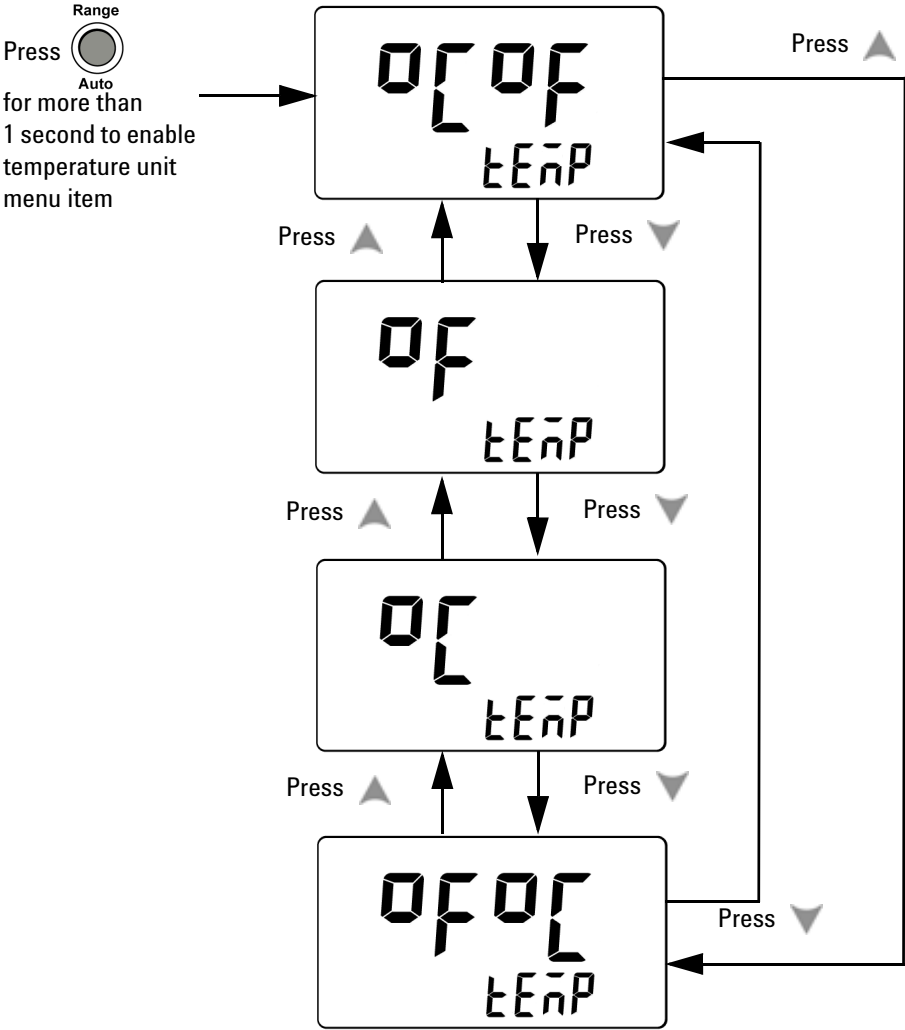 Range
Press
Auto
for more than
1 second to enable
temperature unit
menu item
°C°F
tEmP
Press
Press
Press
°F
tEmP
Press
Press
°C
tEmP
Press
Press
°F°C
tEmP
Press